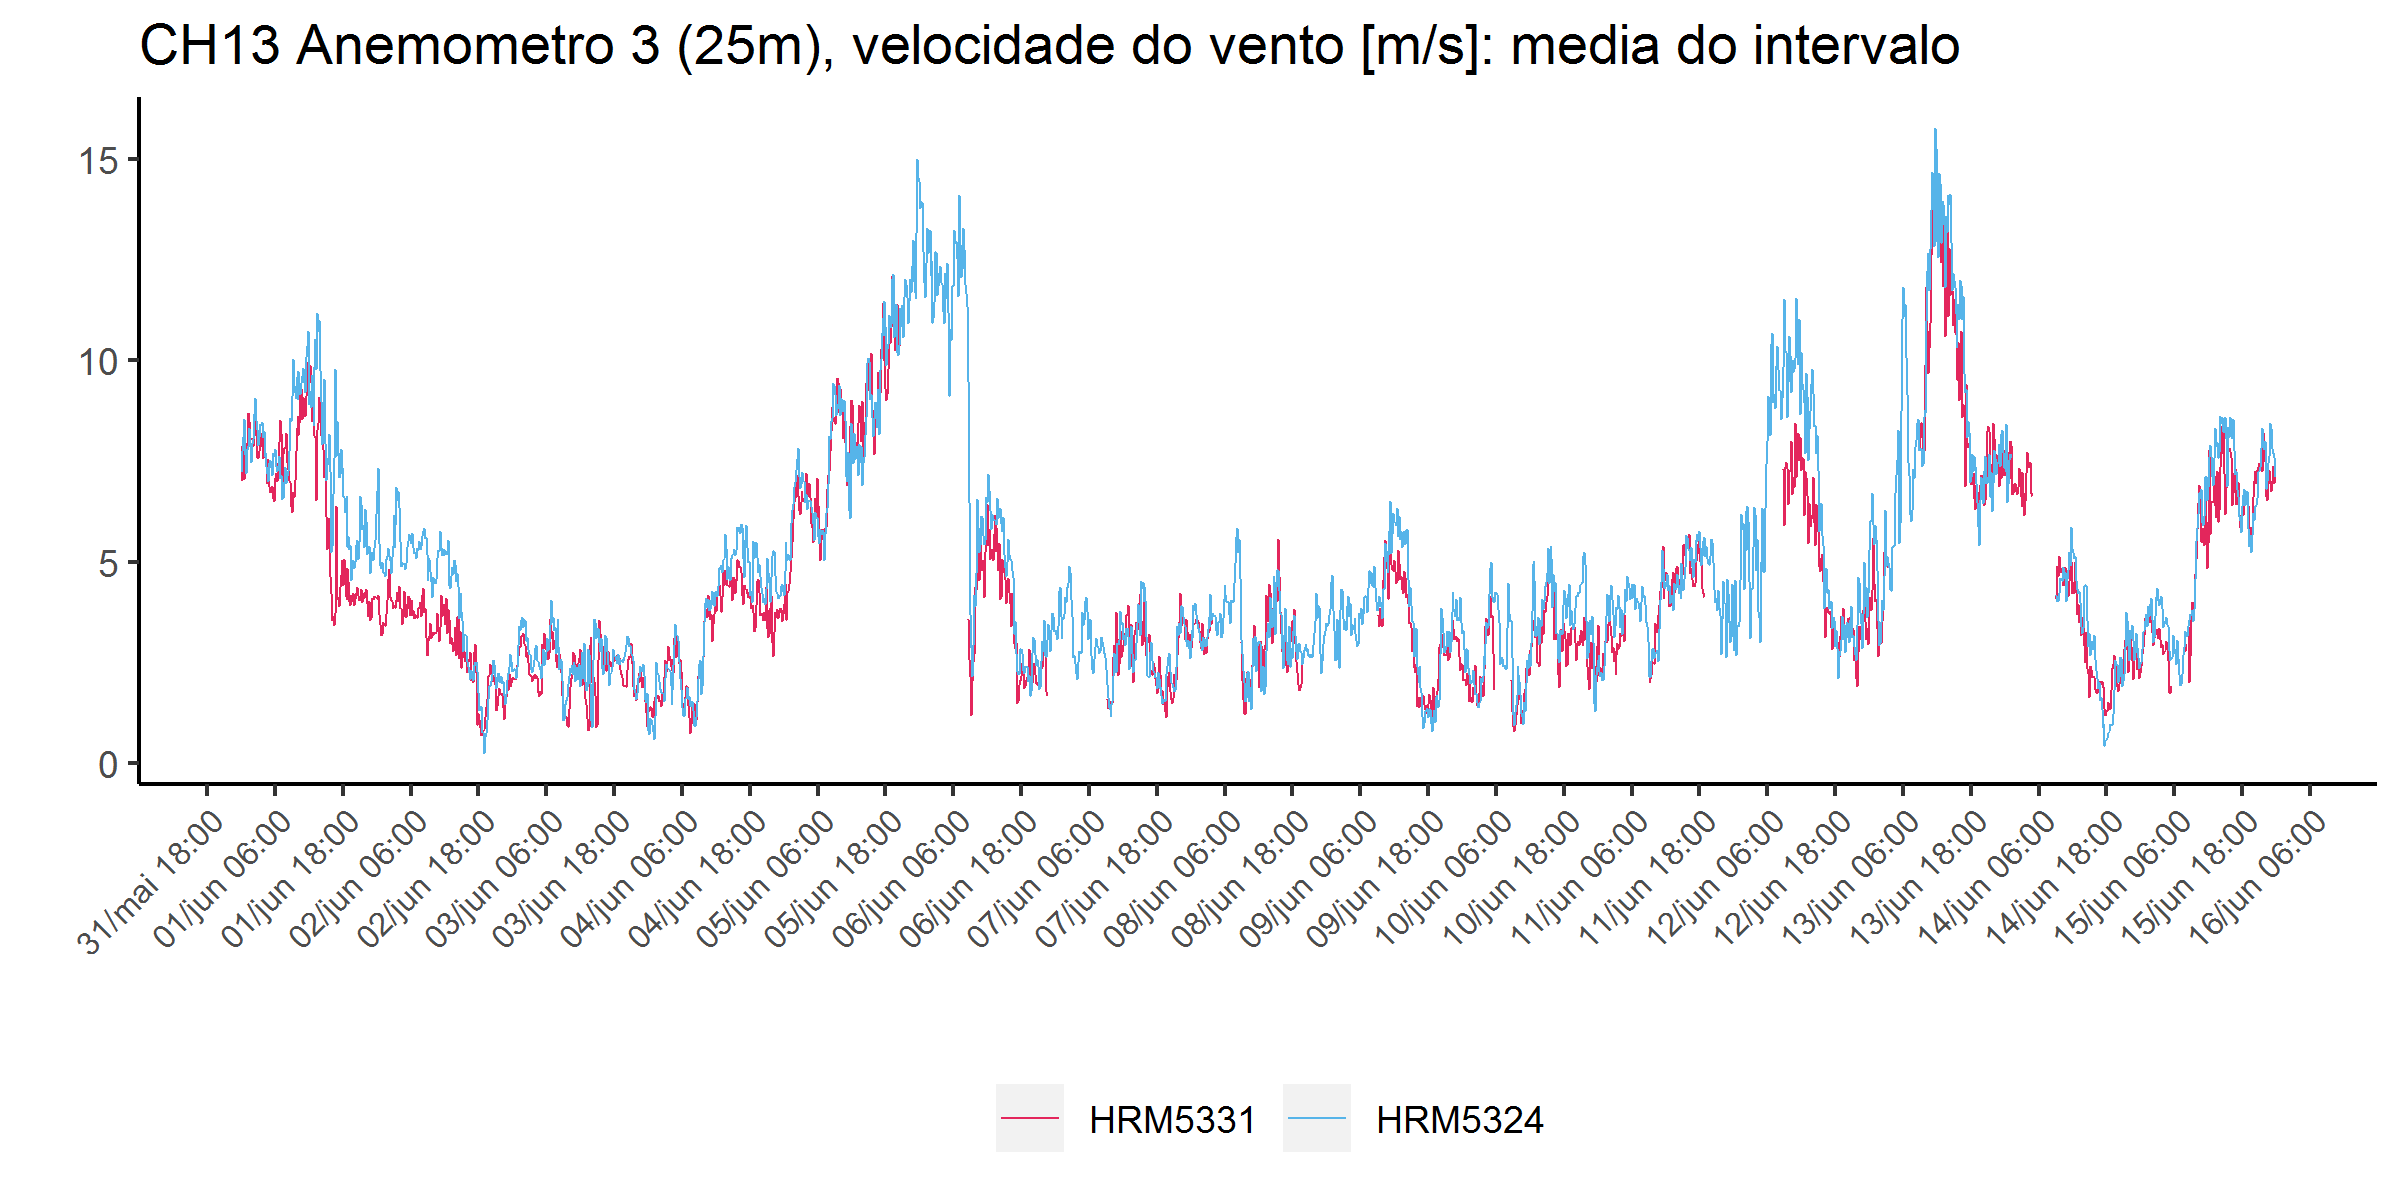 CH13 Anemometro 3 (25m), velocidade do vento [m/s]: media do intervalo
15
10
5
0
31/mai 18:00
01/jun 06:00
01/jun 18:00
02/jun 06:00
02/jun 18:00
03/jun 06:00
03/jun 18:00
04/jun 06:00
04/jun 18:00
05/jun 06:00
05/jun 18:00
06/jun 06:00
06/jun 18:00
07/jun 06:00
07/jun 18:00
08/jun 06:00
08/jun 18:00
09/jun 06:00
09/jun 18:00
10/jun 06:00
10/jun 18:00
11/jun 06:00
11/jun 18:00
12/jun 06:00
12/jun 18:00
13/jun 06:00
13/jun 18:00
14/jun 06:00
14/jun 18:00
15/jun 06:00
15/jun 18:00
16/jun 06:00
HRM5331
HRM5324